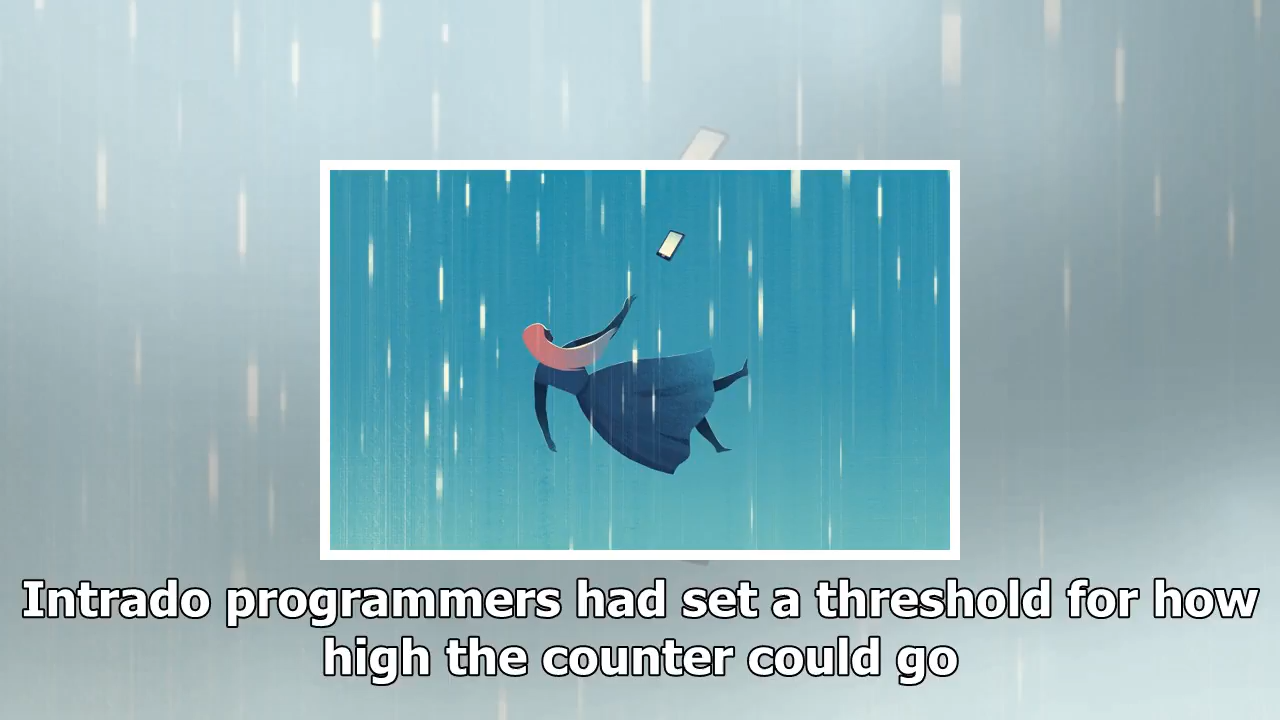 Intrado programmers had set a threshold for how
high the counter could go